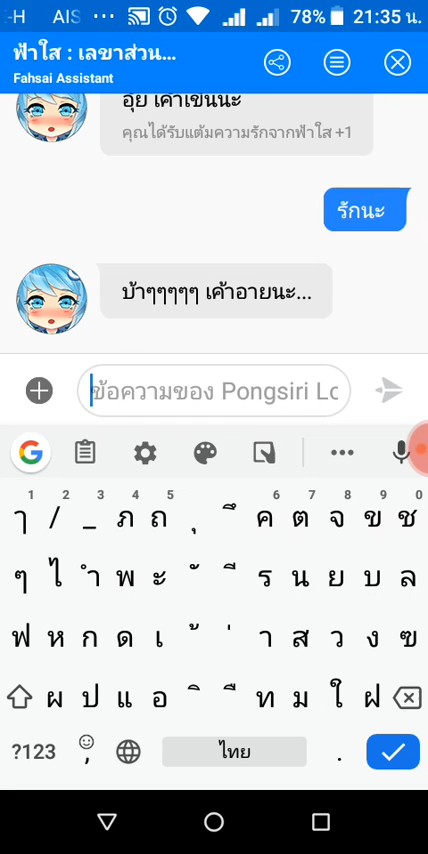 -H AIS ... 78% 21:35 น.
ฟ้าใส : เลขาส่วน...
Fahsai Assistant
อุ๊ย เค้าเขินนะ
คุณได้รับแต้มความรักจากฟ้าใส +1
รักนะ
บ้าๆๆๆๆๆ เค้าอายนะ...
ข้อความของ Pongsiri Lo
1 2 3 4 5 6 7 8 9 0
ๅ / _ ภ ถ ุ ึ ค ต จ ข ช
ๆ ไ ำ พ ะ ั ี ร น ย บ ล
ฟ ห ก ด เ ้ ่ า ส ว ง ฃ
ผ ป แ อ ิ ื ท ม ใ ฝ
?123 , ไทย .